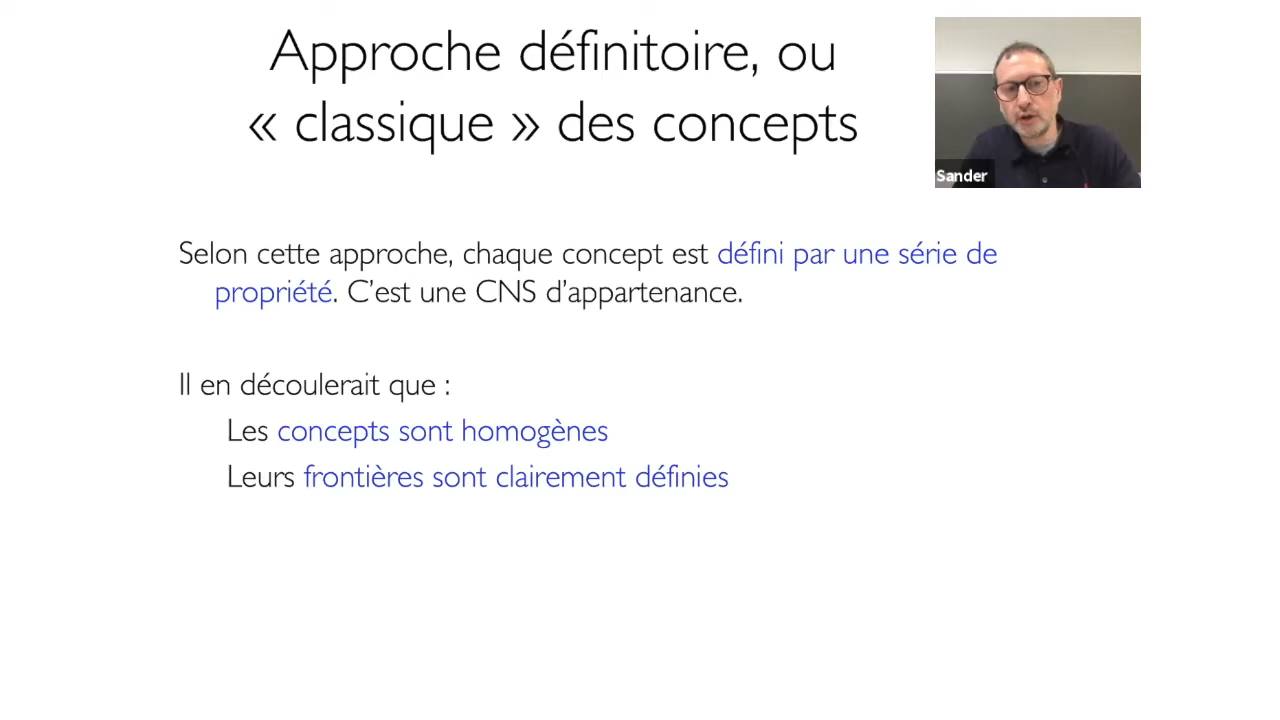 Approche définitoire, ou
« classique » des concepts
Sander
Selon cette approche, chaque concept est défini par une série de
propriété. C’est une CNS d’appartenance.
Il en découlerait que :
Les concepts sont homogènes
Leurs frontières sont clairement définies